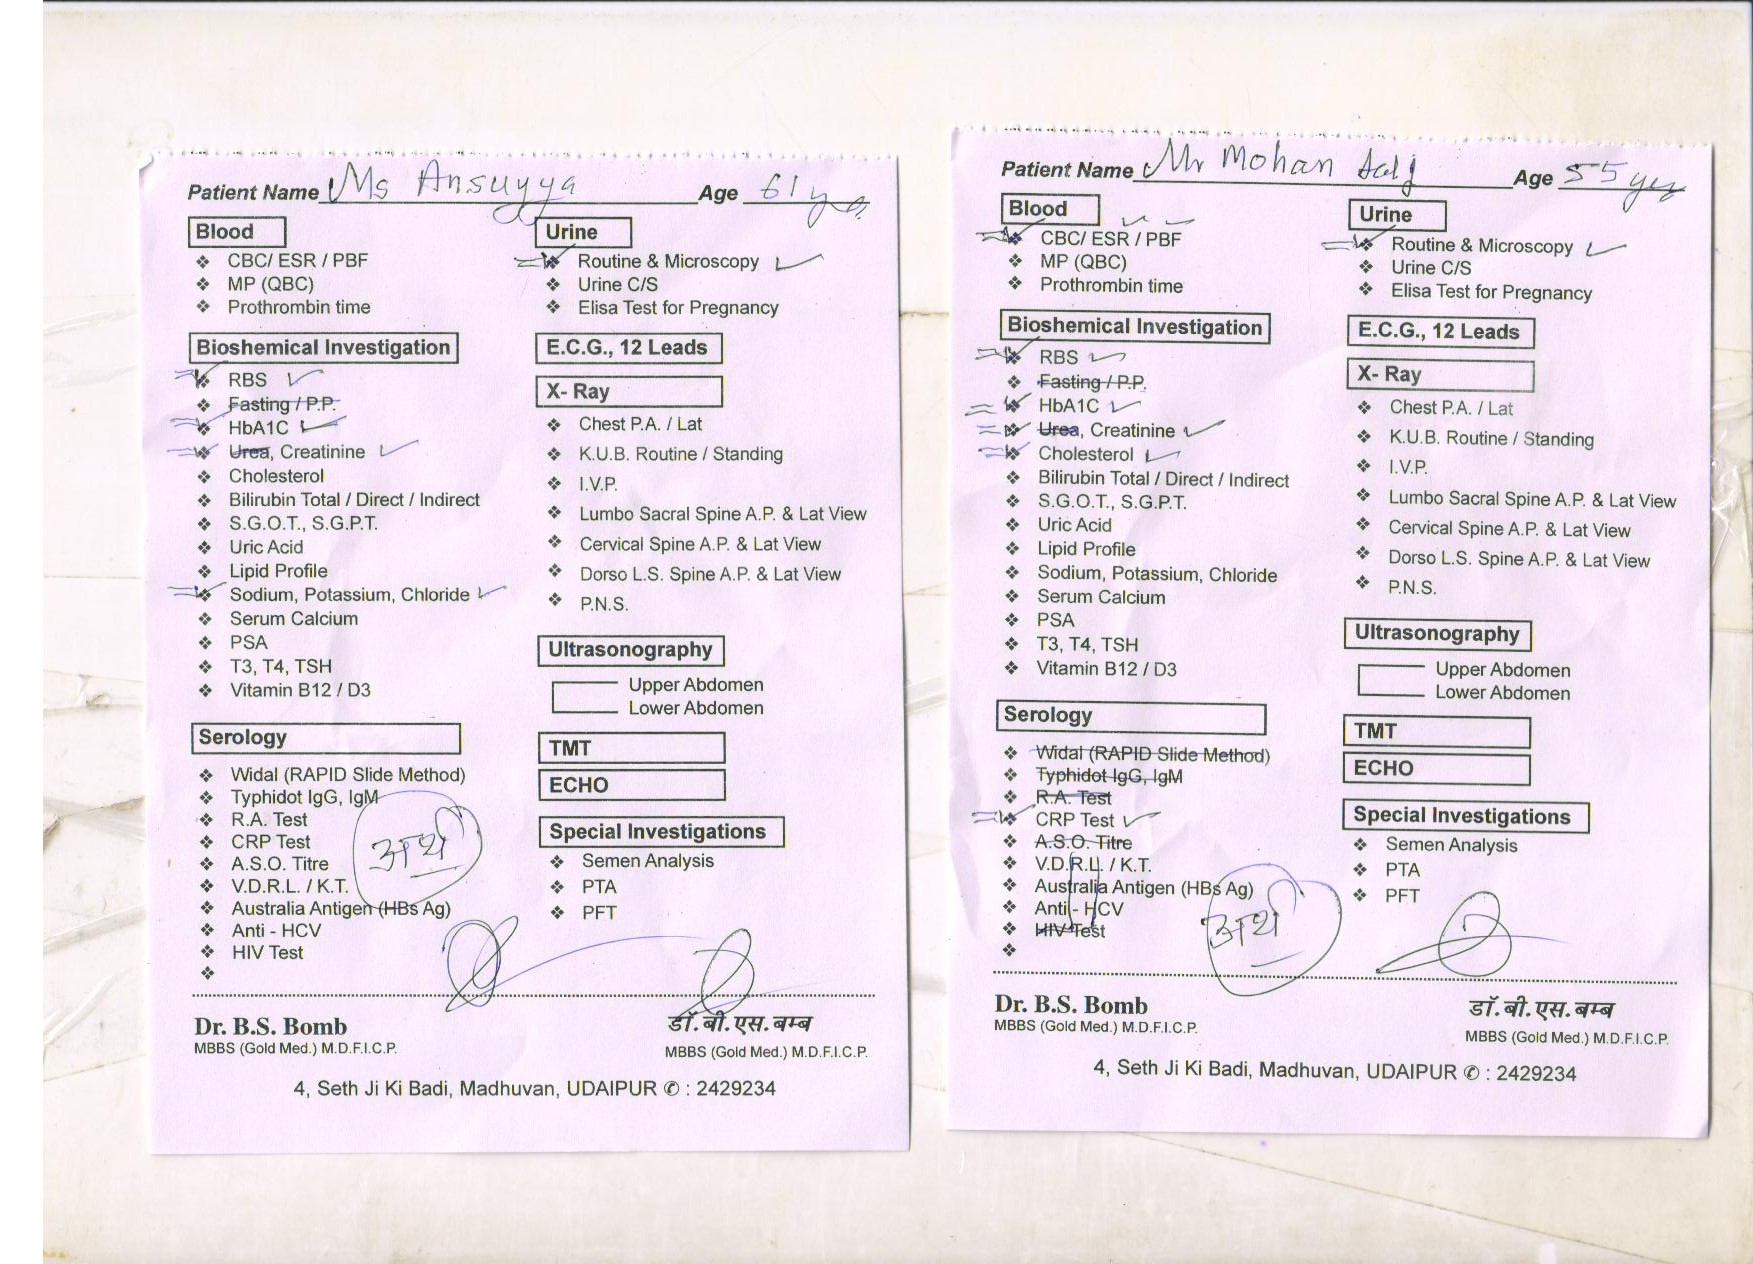 Patient Name Ms Ansuyya Age 61 yrs
Blood
CBC/ ESR / PBF
MP (QBC)
Prothrombin time
Bioshemical Investigation
RBS
Fasting / P.P.
HbA1C
Urea, Creatinine
Cholesterol
Bilirubin Total / Direct / Indirect
S.G.O.T., S.G.P.T.
Uric Acid
Lipid Profile
Sodium, Potassium, Chloride
Serum Calcium
PSA
T3, T4, TSH
Vitamin B12 / D3
Serology
Widal (RAPID Slide Method)
Typhidot IgG, IgM
R.A. Test
CRP Test
A.S.O. Titre
V.D.R.L. / K.T.
Australia Antigen (HBs Ag)
Anti - HCV
HIV Test
Urine
Routine & Microscopy
Urine C/S
Elisa Test for Pregnancy
E.C.G., 12 Leads
X- Ray
Chest P.A. / Lat
K.U.B. Routine / Standing
I.V.P.
Lumbo Sacral Spine A.P. & Lat View
Cervical Spine A.P. & Lat View
Dorso L.S. Spine A.P. & Lat View
P.N.S.
Ultrasonography
Upper Abdomen
Lower Abdomen
TMT
ECHO
Special Investigations
Semen Analysis
PTA
PFT
Dr. B.S. Bomb
MBBS (Gold Med.) M.D.F.I.C.P.
डॉ. बी. एस. बम्ब
MBBS (Gold Med.) M.D.F.I.C.P.
4, Seth Ji Ki Badi, Madhuvan, UDAIPUR ✆ : 2429234
Patient Name Mr Mohan Age 55 yrs
Blood
CBC/ ESR / PBF
MP (QBC)
Prothrombin time
Bioshemical Investigation
RBS
Fasting / P.P.
HbA1C
Urea, Creatinine
Cholesterol
Bilirubin Total / Direct / Indirect
S.G.O.T., S.G.P.T.
Uric Acid
Lipid Profile
Sodium, Potassium, Chloride
Serum Calcium
PSA
T3, T4, TSH
Vitamin B12 / D3
Serology
Widal (RAPID Slide Method)
Typhidot IgG, IgM
R.A. Test
CRP Test
A.S.O. Titre
V.D.R.L. / K.T.
Australia Antigen (HBs Ag)
Anti - HCV
HIV Test
Urine
Routine & Microscopy
Urine C/S
Elisa Test for Pregnancy
E.C.G., 12 Leads
X- Ray
Chest P.A. / Lat
K.U.B. Routine / Standing
I.V.P.
Lumbo Sacral Spine A.P. & Lat View
Cervical Spine A.P. & Lat View
Dorso L.S. Spine A.P. & Lat View
P.N.S.
Ultrasonography
Upper Abdomen
Lower Abdomen
TMT
ECHO
Special Investigations
Semen Analysis
PTA
PFT
Dr. B.S. Bomb
MBBS (Gold Med.) M.D.F.I.C.P.
डॉ. बी. एस. बम्ब
MBBS (Gold Med.) M.D.F.I.C.P.
4, Seth Ji Ki Badi, Madhuvan, UDAIPUR ✆ : 2429234